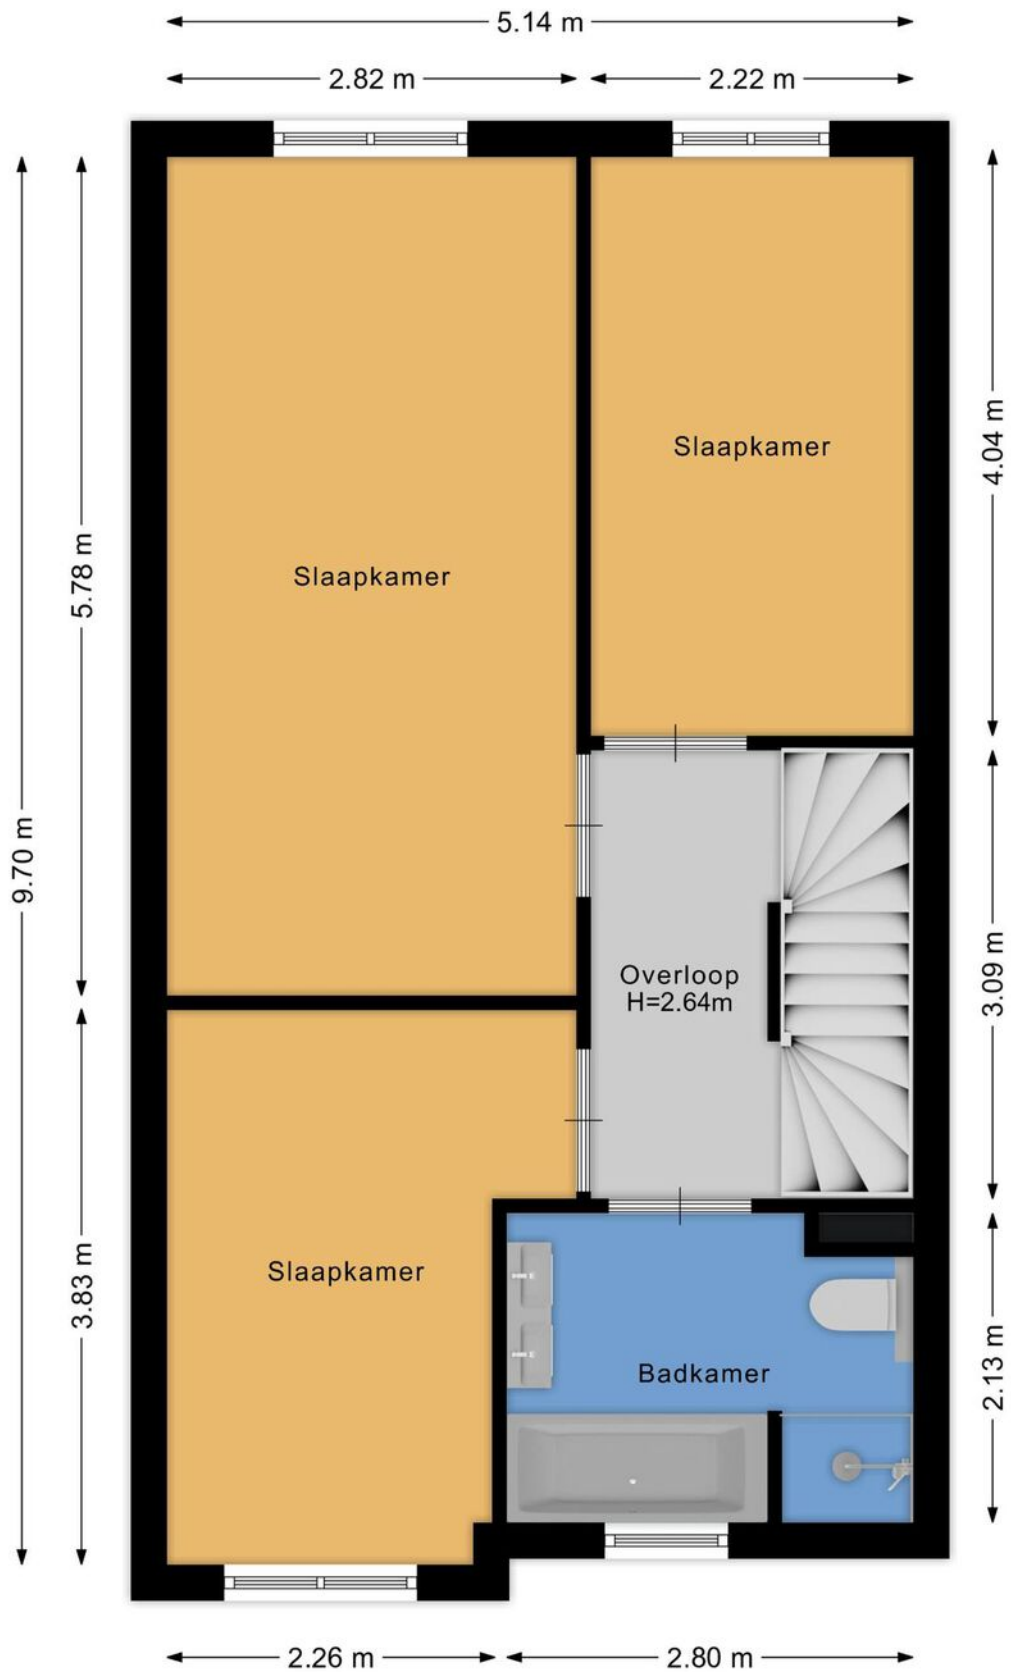 5.14 m
2.82 m
2.22 m
4.04 m
Slaapkamer
5.78 m
Slaapkamer
9.70 m
Overloop
H=2.64m
3.09 m
Slaapkamer
3.83 m
Badkamer
2.13 m
2.26 m
2.80 m